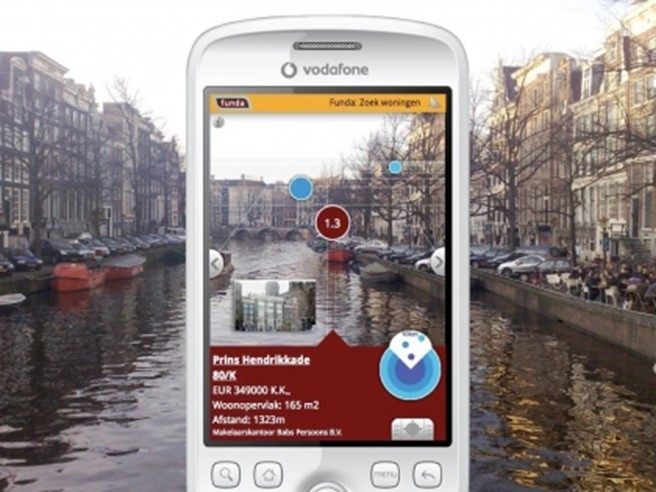 vodafone
funda Funda: Zoek woningen
1.3
Prins Hendrikkade
80/K
EUR 349000 K.K.,
Woonopervlak: 165 m2
Afstand: 1323m
Makelaarskantoor Babs Persoons B.V.
menu